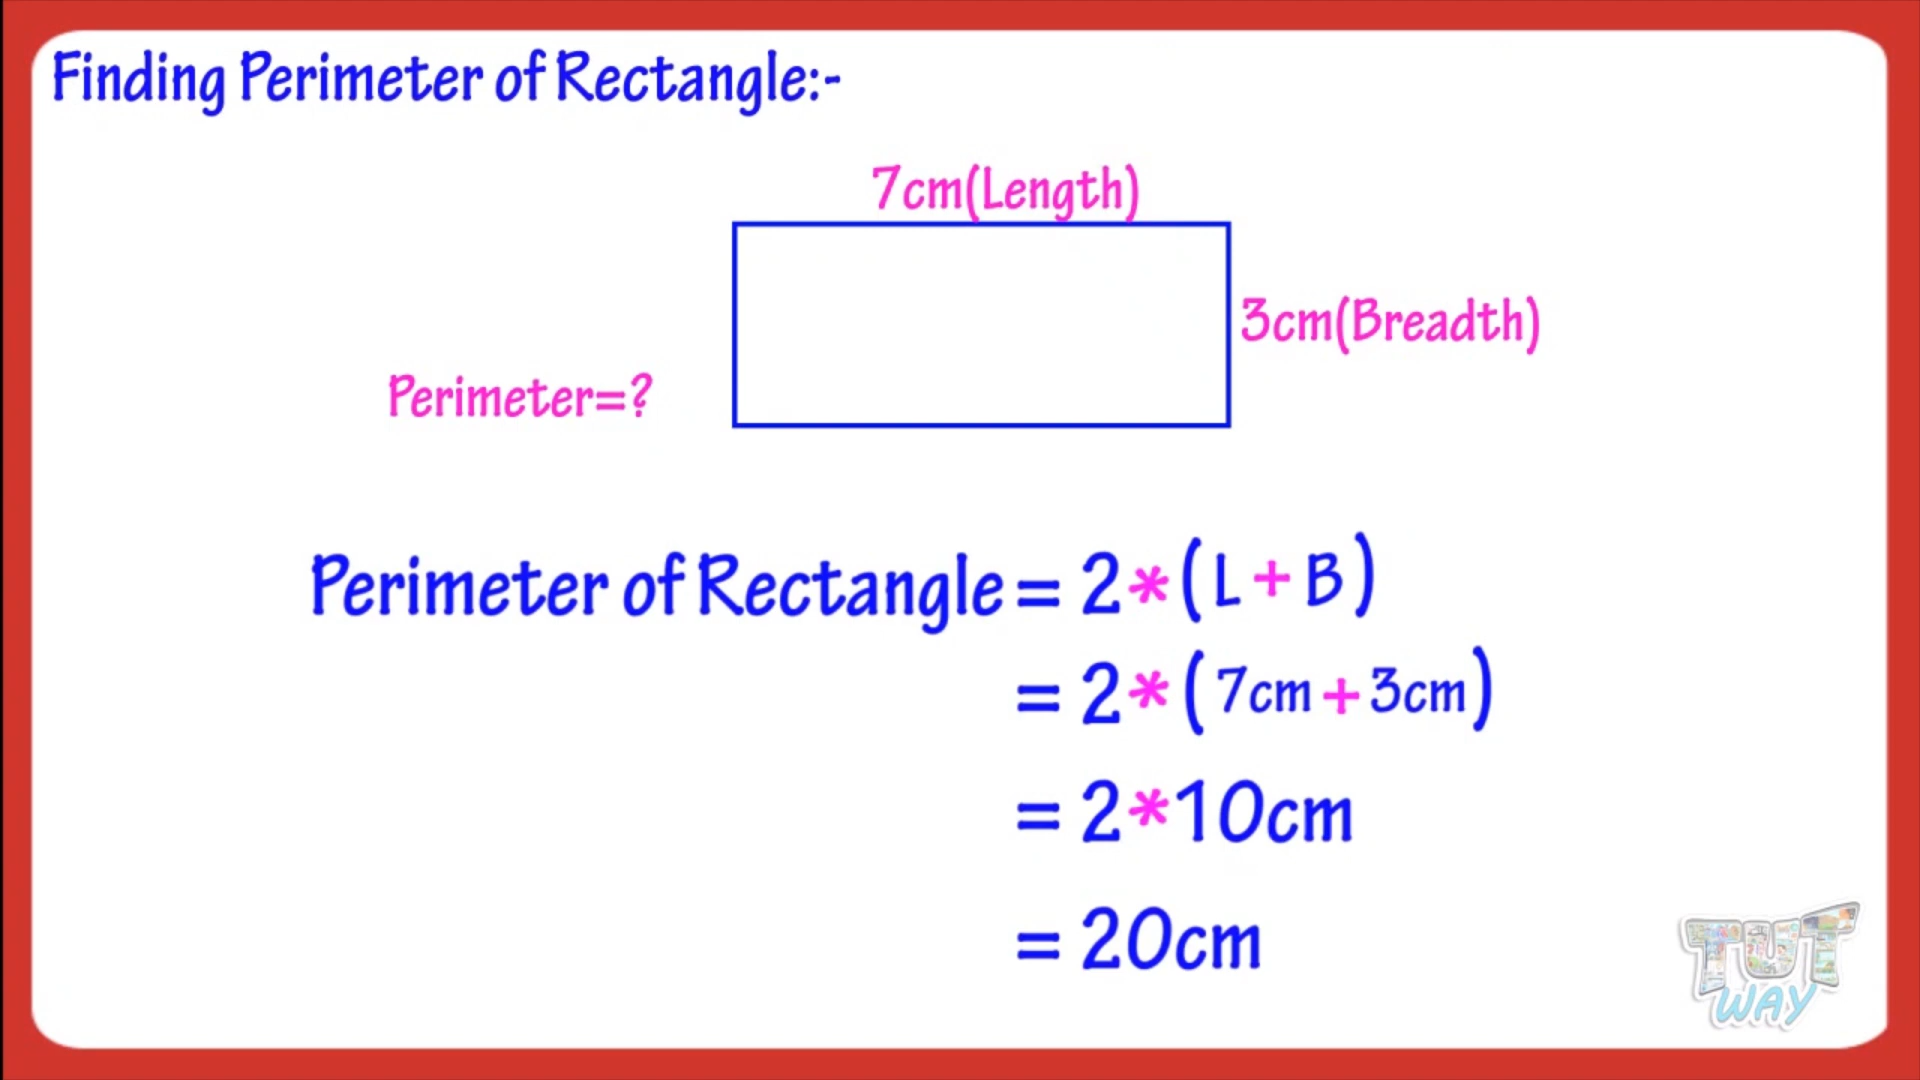 Finding Perimeter of Rectangle:-
7cm(Length)
3cm(Breadth)
Perimeter=?
Perimeter of Rectangle = 2*(L+B)
= 2*(7cm+3cm)
= 2*10cm
= 20cm
TUT
WAY